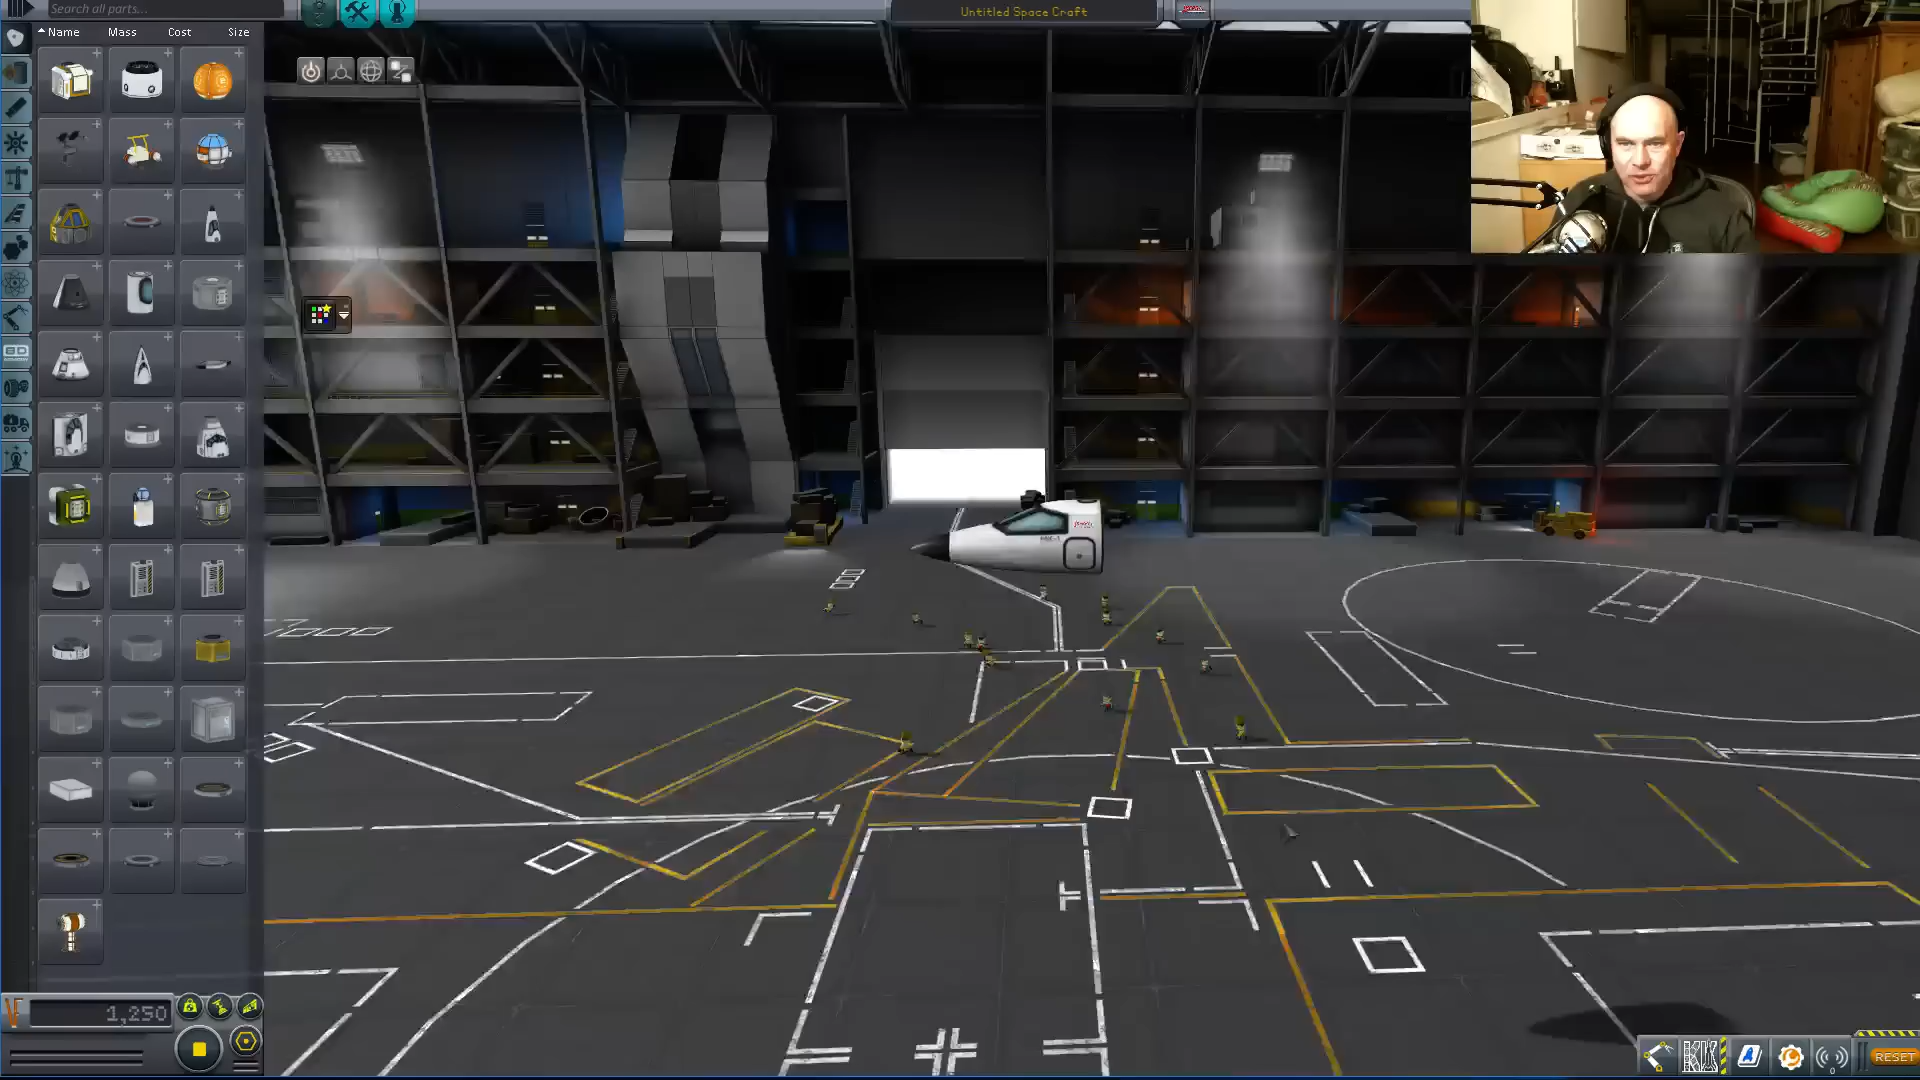 Search all parts...
Untitled Space Craft
Name Mass Cost Size
1,250
RESET